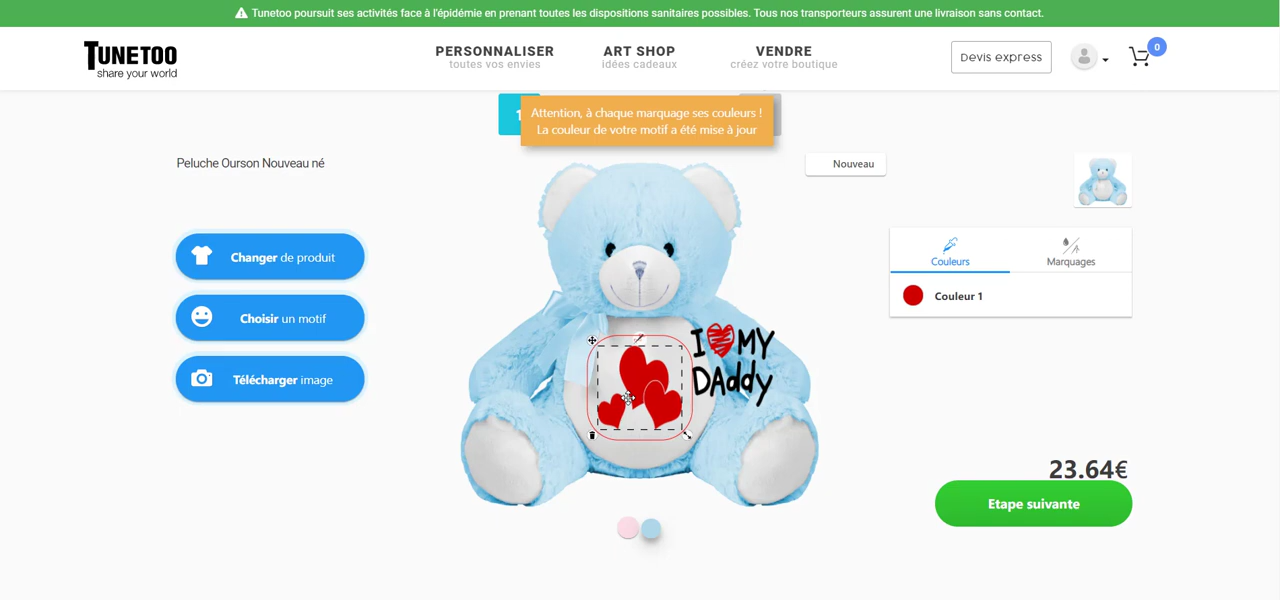 Tunetoo poursuit ses activités face à l'épidémie en prenant toutes les dispositions sanitaires possibles. Tous nos transporteurs assurent une livraison sans contact.
TUNETOO
share your world
PERSONNALISER
toutes vos envies
ART SHOP
idées cadeaux
VENDRE
créez votre boutique
Devis express
0
1
Attention, à chaque marquage ses couleurs !
La couleur de votre motif a été mise à jour
Peluche Ourson Nouveau né
Nouveau
Changer de produit
Choisir un motif
Télécharger image
I MY
DAddy
Couleurs
Marquages
Couleur 1
23.64€
Etape suivante